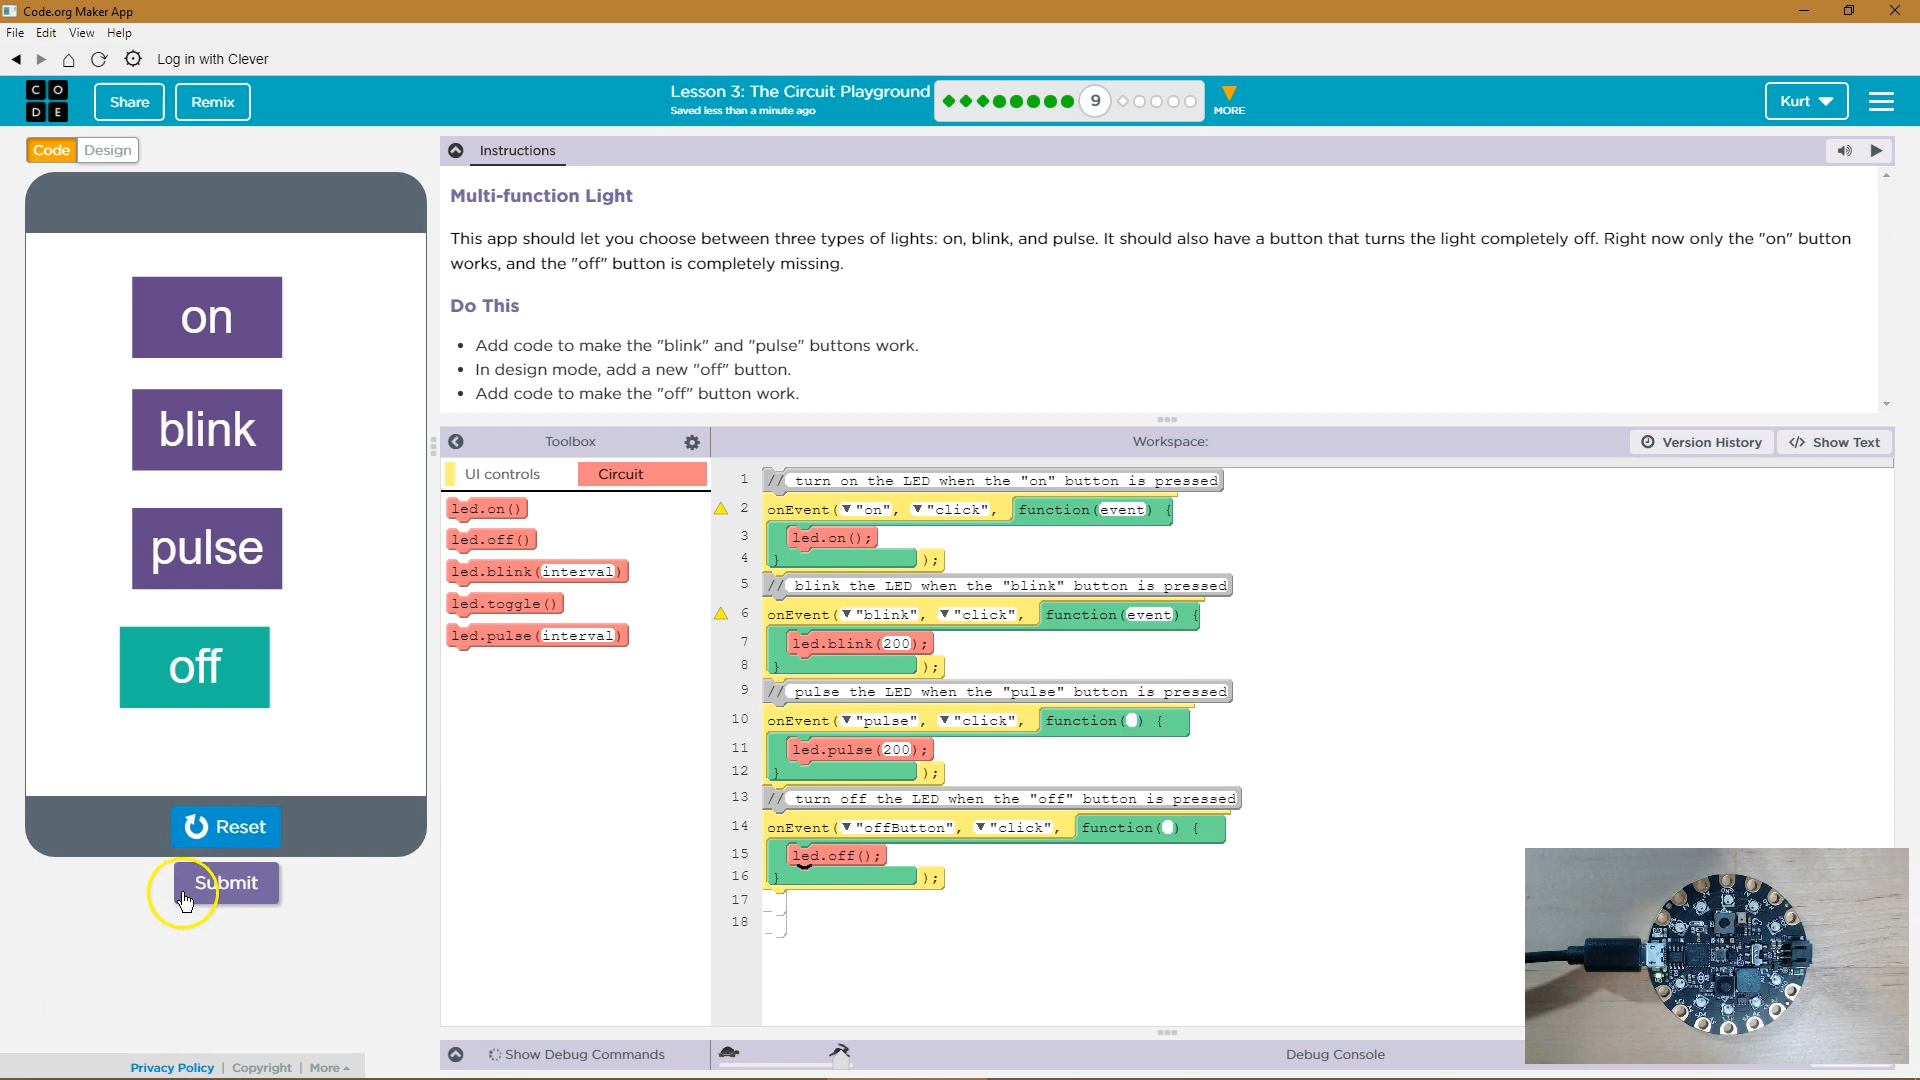 Code.org Maker App
File Edit View Help
Log in with Clever
C O
D E
Share
Remix
Lesson 3: The Circuit Playground
Saved less than a minute ago
9
MORE
Kurt
Code Design
Instructions
on
blink
pulse
off
Reset
Submit
Multi-function Light
This app should let you choose between three types of lights: on, blink, and pulse. It should also have a button that turns the light completely off. Right now only the "on" button
works, and the "off" button is completely missing.
Do This
• Add code to make the "blink" and "pulse" buttons work.
• In design mode, add a new "off" button.
• Add code to make the "off" button work.
Toolbox
Workspace:
Version History
</> Show Text
UI controls
Circuit
led.on()
led.off()
led.blink(interval)
led.toggle()
led.pulse(interval)
1 // turn on the LED when the "on" button is pressed
2 onEvent(▼"on", ▼"click", function(event) {
3 led.on();
4 } );
5 // blink the LED when the "blink" button is pressed
6 onEvent(▼"blink", ▼"click", function(event) {
7 led.blink(200);
8 } );
9 // pulse the LED when the "pulse" button is pressed
10 onEvent(▼"pulse", ▼"click", function( ) {
11 led.pulse(200);
12 } );
13 // turn off the LED when the "off" button is pressed
14 onEvent(▼"offButton", ▼"click", function( ) {
15 led.off();
16 } );
17
18
Show Debug Commands
Debug Console
Privacy Policy | Copyright | More